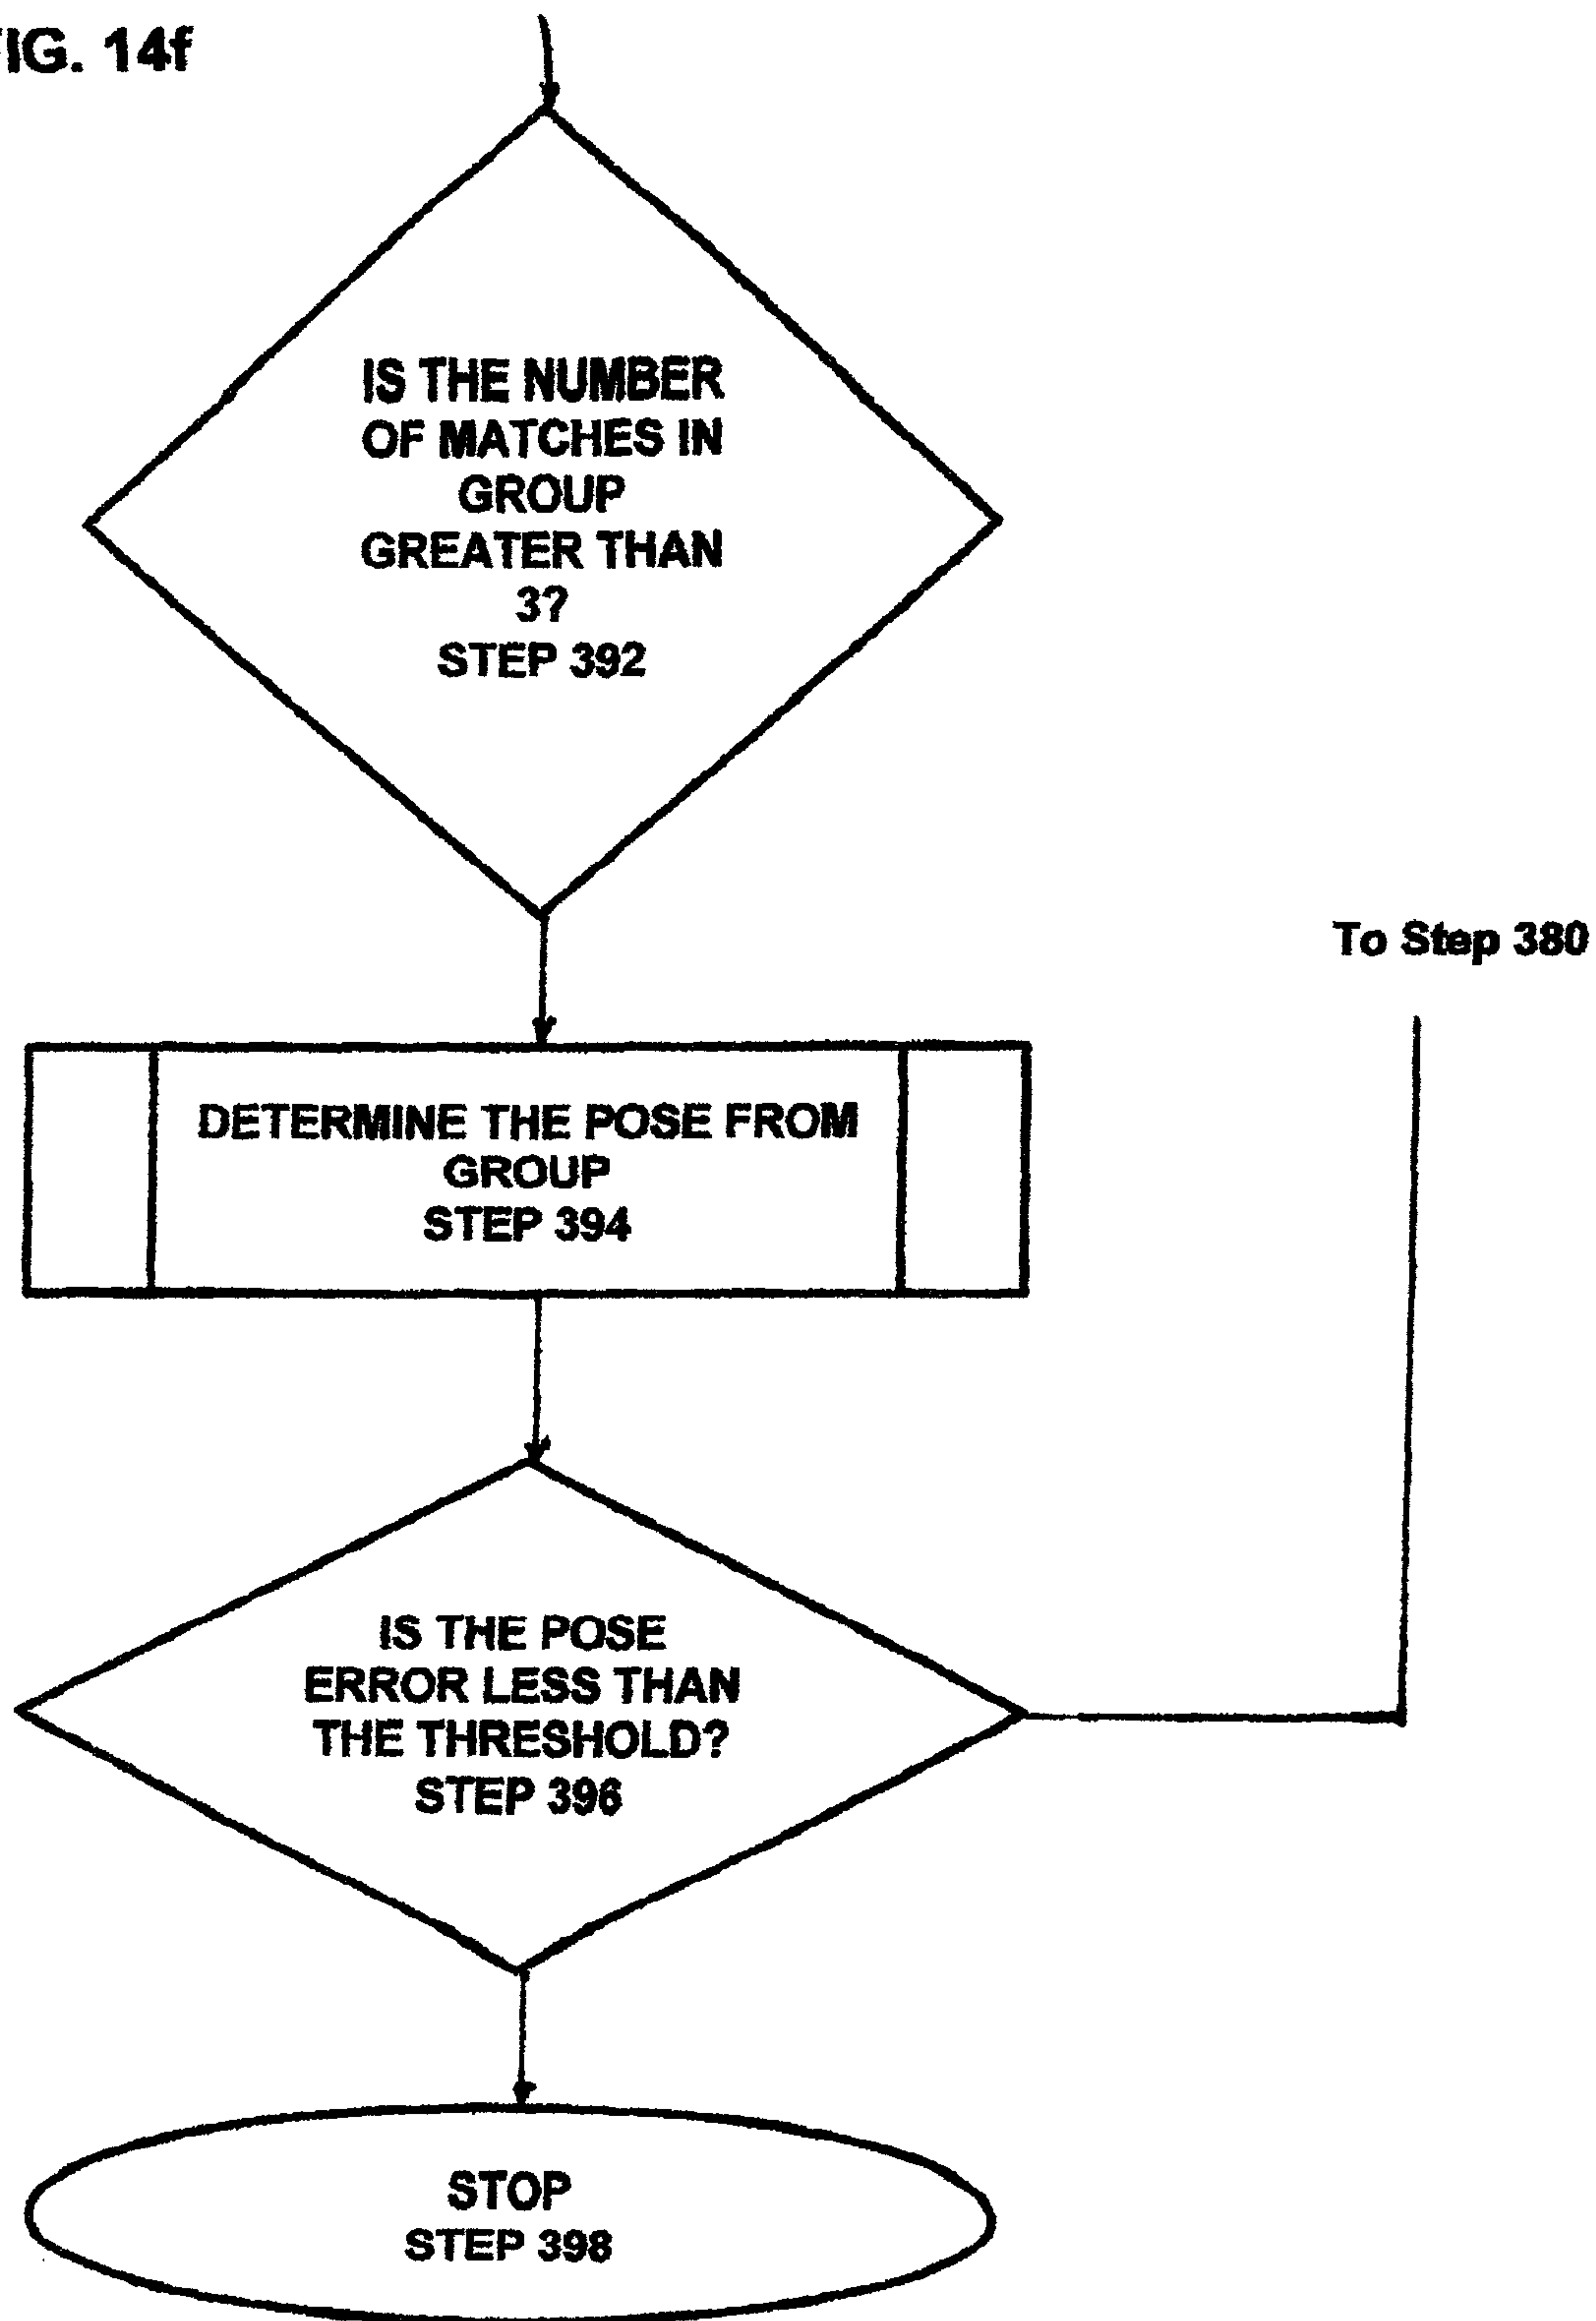 FIG. 14f
IS THE NUMBER
OF MATCHES IN
GROUP
GREATER THAN
3?
STEP 392
To Step 380
DETERMINE THE POSE FROM
GROUP
STEP 394
IS THE POSE
ERROR LESS THAN
THE THRESHOLD?
STEP 396
STOP
STEP 398